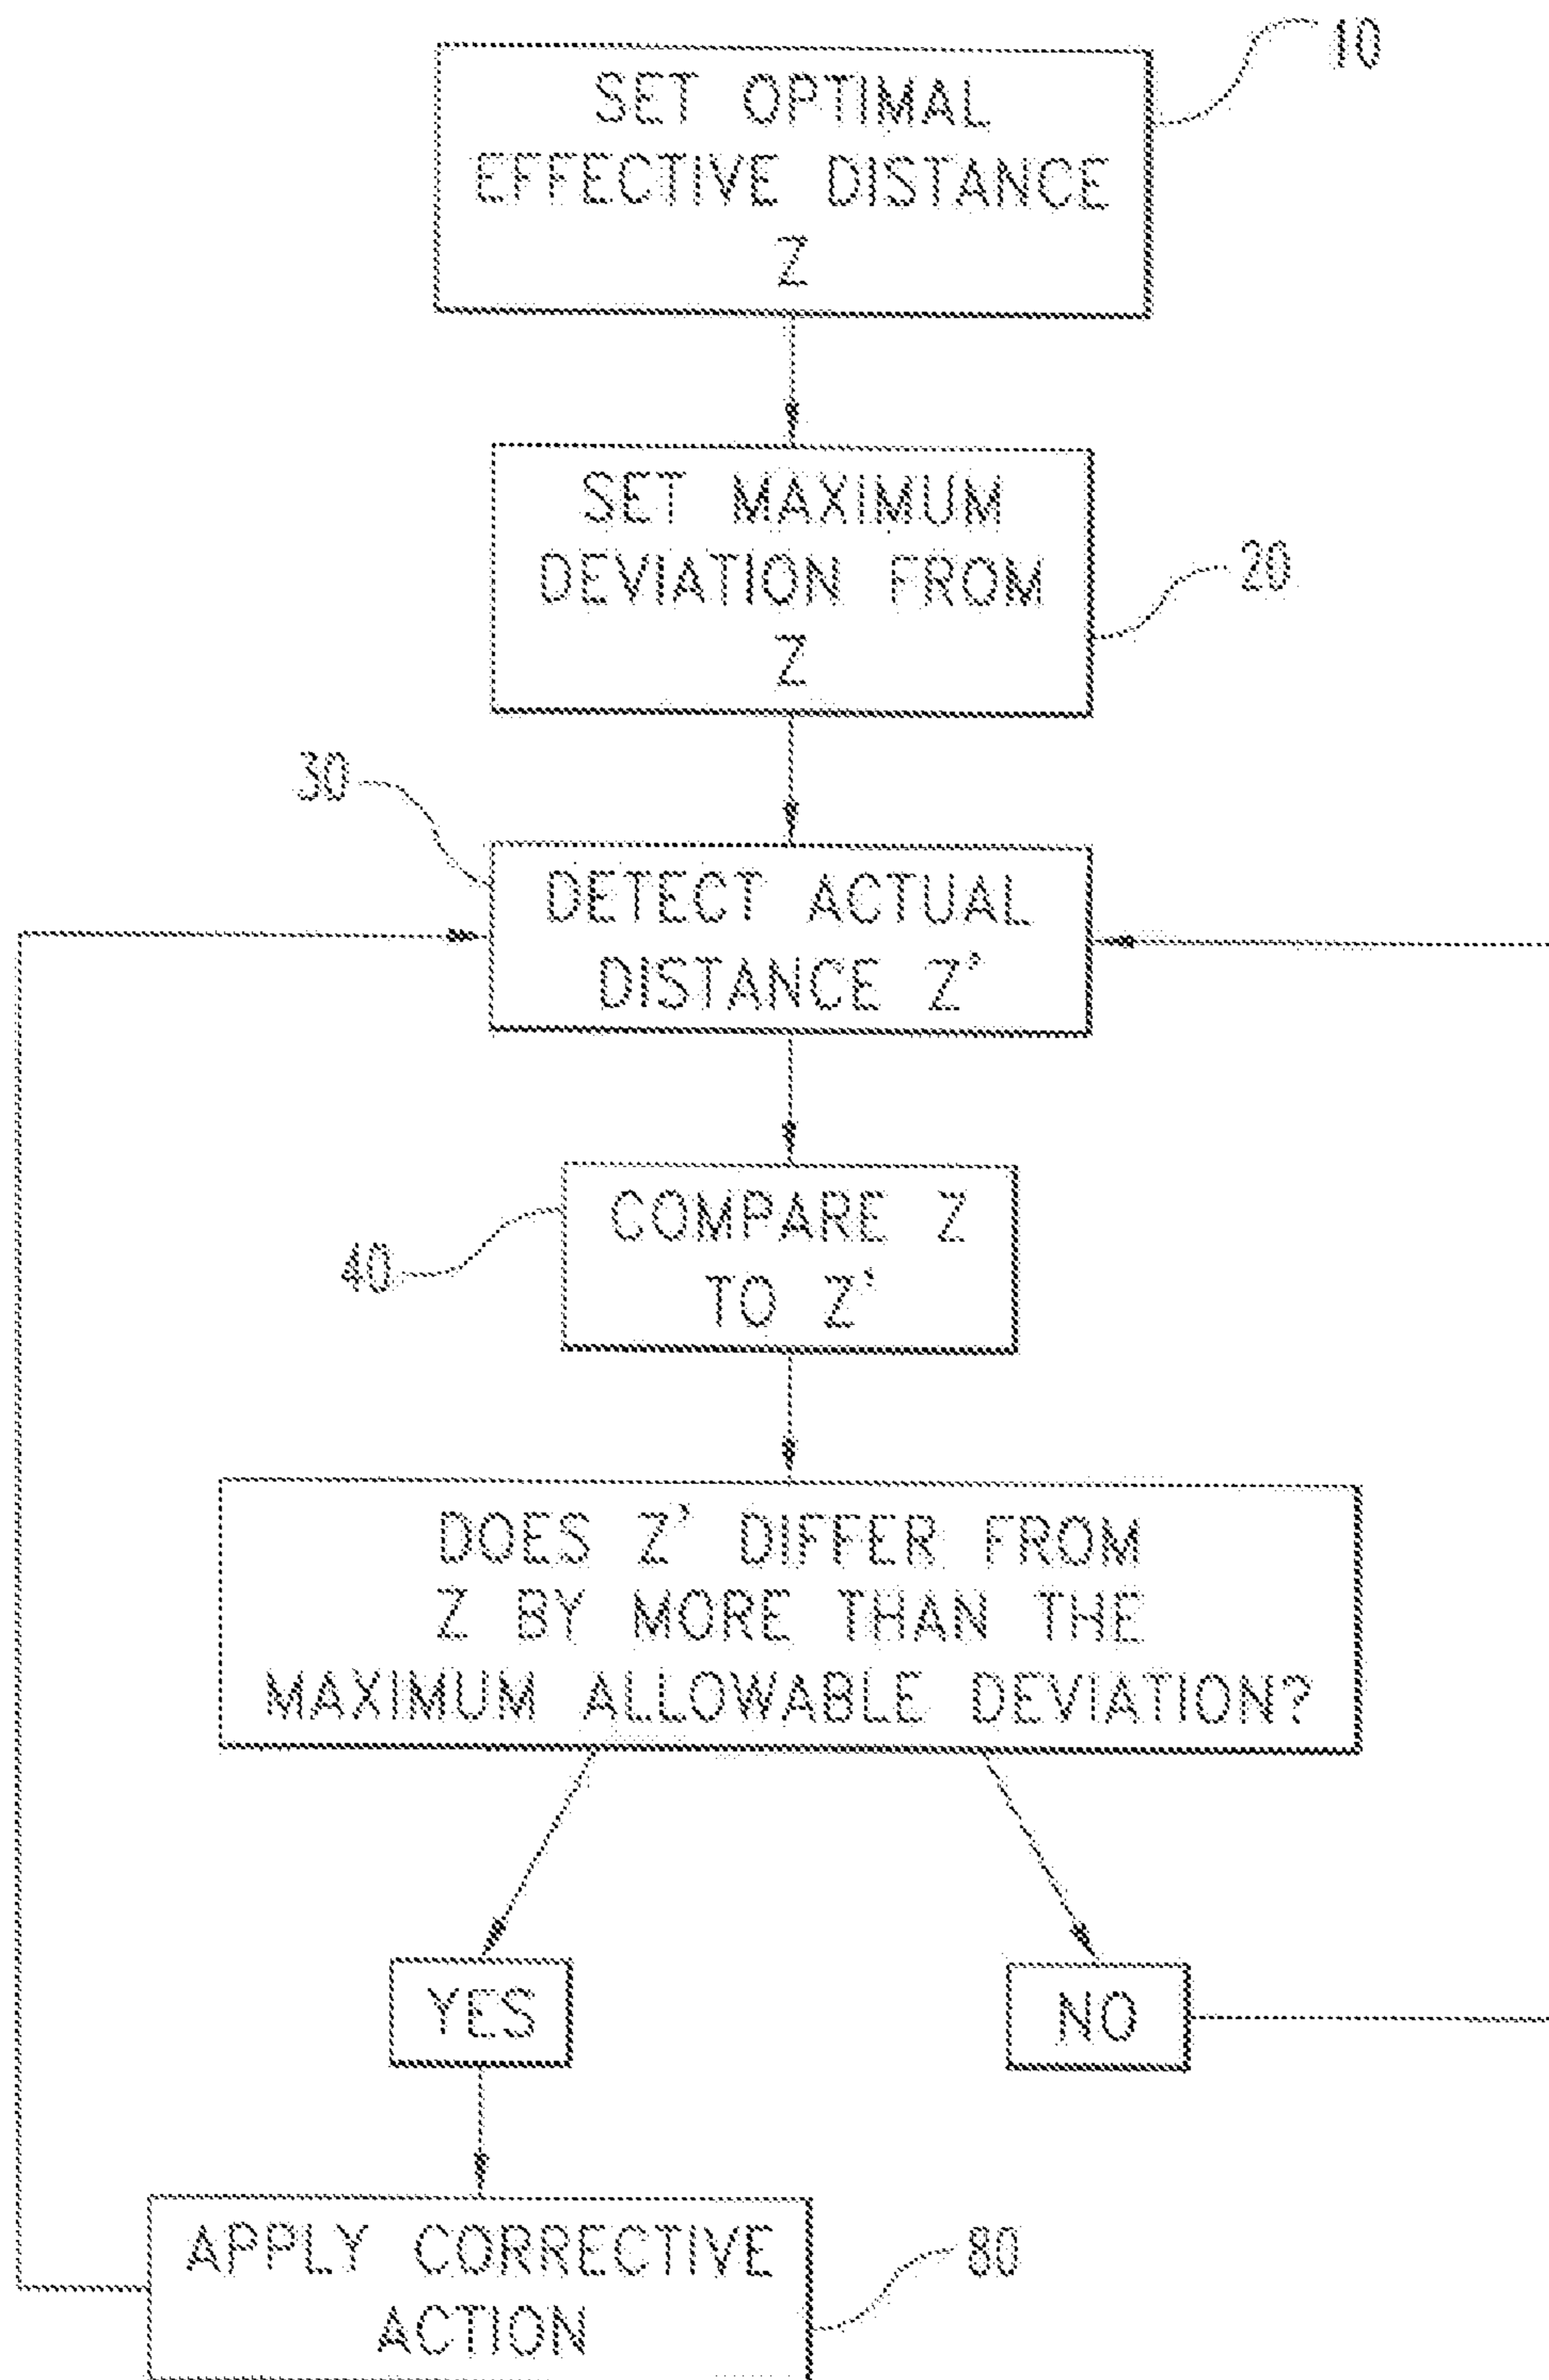 10
SET OPTIMAL
EFFECTIVE DISTANCE
Z
SET MAXIMUM
DEVIATION FROM
Z
20
30
DETECT ACTUAL
DISTANCE Z'
40
COMPARE Z
TO Z'
DOES Z' DIFFER FROM
Z BY MORE THAN THE
MAXIMUM ALLOWABLE DEVIATION?
YES
NO
APPLY CORRECTIVE
ACTION
80